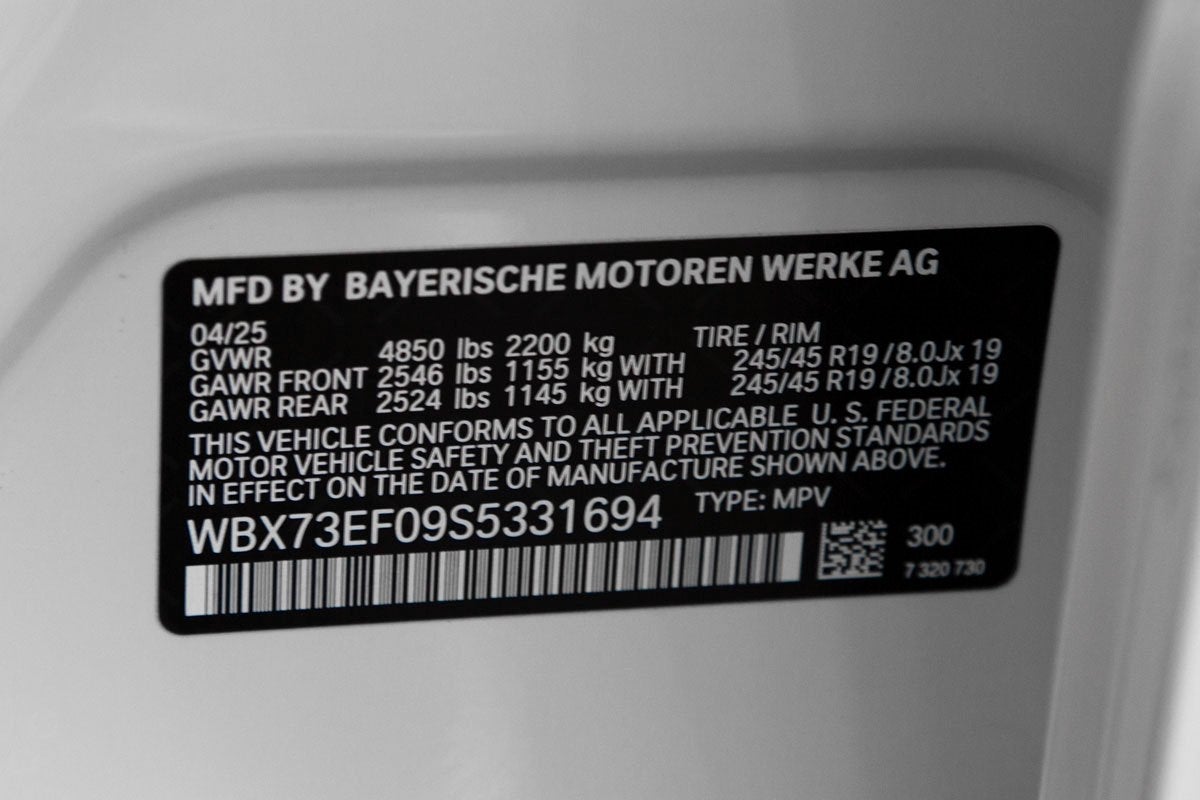 MFD BY BAYERISCHE MOTOREN WERKE AG
04/25 TIRE / RIM
GVWR 4850 lbs 2200 kg
GAWR FRONT 2546 lbs 1155 kg WITH 245/45 R19 /8.0Jx 19
GAWR REAR 2524 lbs 1145 kg WITH 245/45 R19 /8.0Jx 19
THIS VEHICLE CONFORMS TO ALL APPLICABLE U. S. FEDERAL
MOTOR VEHICLE SAFETY AND THEFT PREVENTION STANDARDS
IN EFFECT ON THE DATE OF MANUFACTURE SHOWN ABOVE.
WBX73EF09S5331694 TYPE: MPV
300
7 320 730